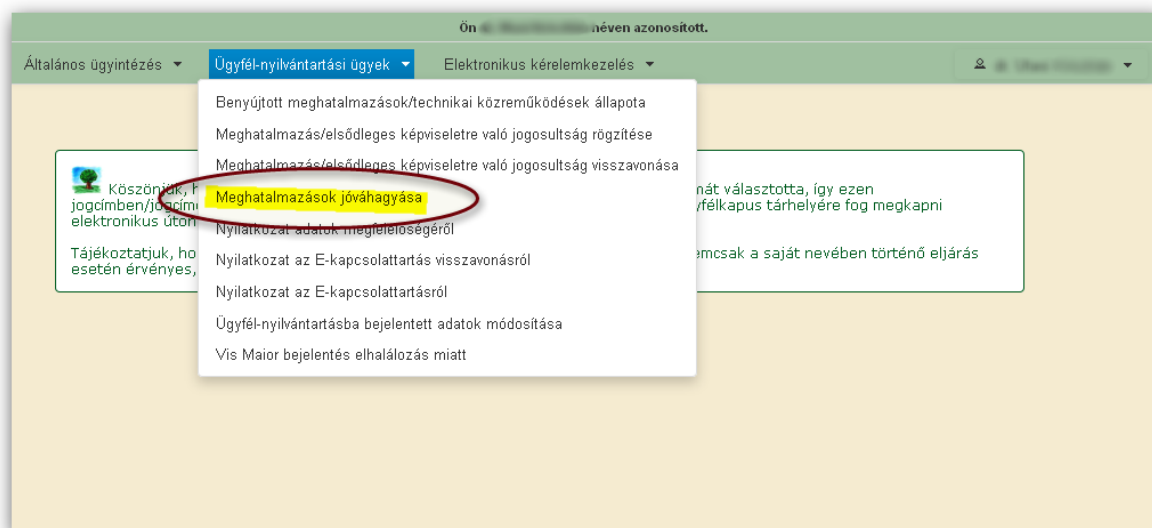 Ön néven azonosított.
Általános ügyintézés Ügyfél-nyilvántartási ügyek Elektronikus kérelemkezelés
Benyújtott meghatalmazások/technikai közreműködések állapota
Meghatalmazás/elsődleges képviseletre való jogosultság rögzítése
Meghatalmazás/elsődleges képviseletre való jogosultság visszavonása
Meghatalmazások jóváhagyása
Nyilatkozat adatok megfelelőségéről
Nyilatkozat az E-kapcsolattartás visszavonásról
Nyilatkozat az E-kapcsolattartásról
Ügyfél-nyilvántartásba bejelentett adatok módosítása
Vis Maior bejelentés elhalálozás miatt
Köszönjük, mát választotta, így ezen
jogcímben/jogcím /félkapus tárhelyére fog megkapni
elektronikus úton
Tájékoztatjuk, ho emcsak a saját nevében történő eljárás
esetén érvényes,